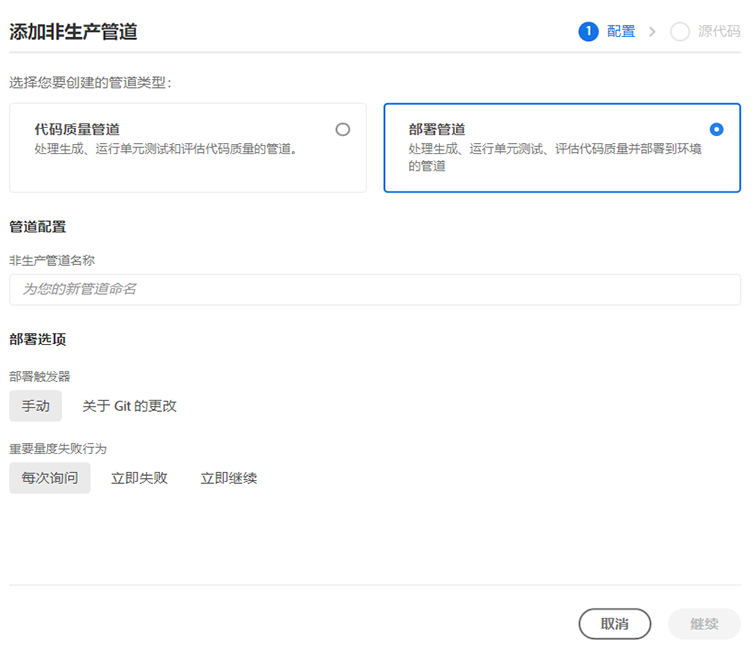 添加非生产管道
1 配置 > 源代码
选择您要创建的管道类型:
代码质量管道
处理生成、运行单元测试和评估代码质量的管道。
部署管道
处理生成、运行单元测试、评估代码质量并部署到环境
的管道
管道配置
非生产管道名称
为您的新管道命名
部署选项
部署触发器
手动 关于 Git 的更改
重要量度失败行为
每次询问 立即失败 立即继续
取消 继续